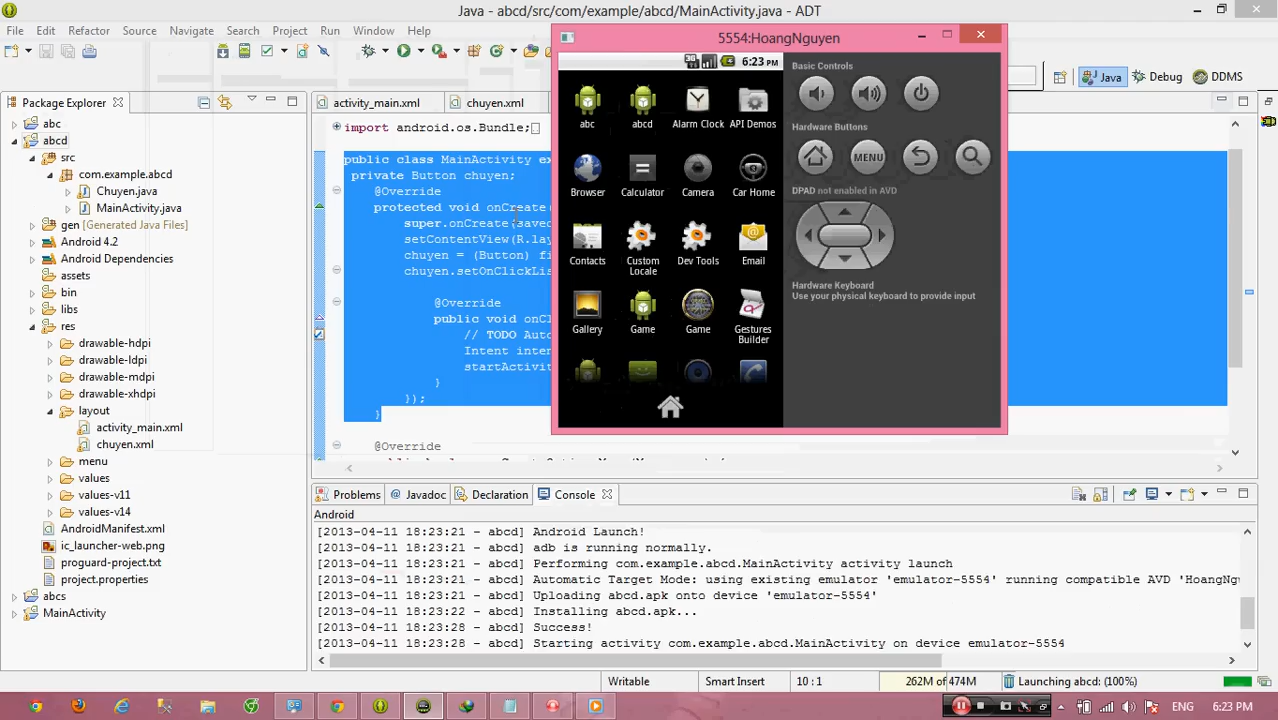 Java - abcd/src/com/example/abcd/MainActivity.java - ADT
File Edit Refactor Source Navigate Search Project Run Window Help
Java Debug DDMS
Package Explorer
abc
abcd
src
com.example.abcd
Chuyen.java
MainActivity.java
gen [Generated Java Files]
Android 4.2
Android Dependencies
assets
bin
libs
res
drawable-hdpi
drawable-ldpi
drawable-mdpi
drawable-xhdpi
layout
activity_main.xml
chuyen.xml
menu
values
values-v11
values-v14
AndroidManifest.xml
ic_launcher-web.png
proguard-project.txt
project.properties
abcs
MainActivity
activity_main.xml chuyen.xml
import android.os.Bundle;
public class MainActivity ex
private Button chuyen;
@Override
protected void onCreate(
super.onCreate(saved
setContentView(R.lay
chuyen = (Button) fi
chuyen.setOnClickLis
@Override
public void onCl
// TODO Auto
Intent inten
startActivit
}
});
}
@Override
5554:HoangNguyen
3G 6:23 PM
abc abcd Alarm Clock API Demos
Browser Calculator Camera Car Home
Contacts Custom Locale Dev Tools Email
Gallery Game Game Gestures Builder
Basic Controls
Hardware Buttons
MENU
DPAD not enabled in AVD
Hardware Keyboard
Use your physical keyboard to provide input
Problems Javadoc Declaration Console
Android
[2013-04-11 18:23:21 - abcd] Android Launch!
[2013-04-11 18:23:21 - abcd] adb is running normally.
[2013-04-11 18:23:21 - abcd] Performing com.example.abcd.MainActivity activity launch
[2013-04-11 18:23:21 - abcd] Automatic Target Mode: using existing emulator 'emulator-5554' running compatible AVD 'HoangNgu
[2013-04-11 18:23:21 - abcd] Uploading abcd.apk onto device 'emulator-5554'
[2013-04-11 18:23:22 - abcd] Installing abcd.apk...
[2013-04-11 18:23:28 - abcd] Success!
[2013-04-11 18:23:28 - abcd] Starting activity com.example.abcd.MainActivity on device emulator-5554
Writable Smart Insert 10 : 1 262M of 474M Launching abcd: (100%)
6:23 PM